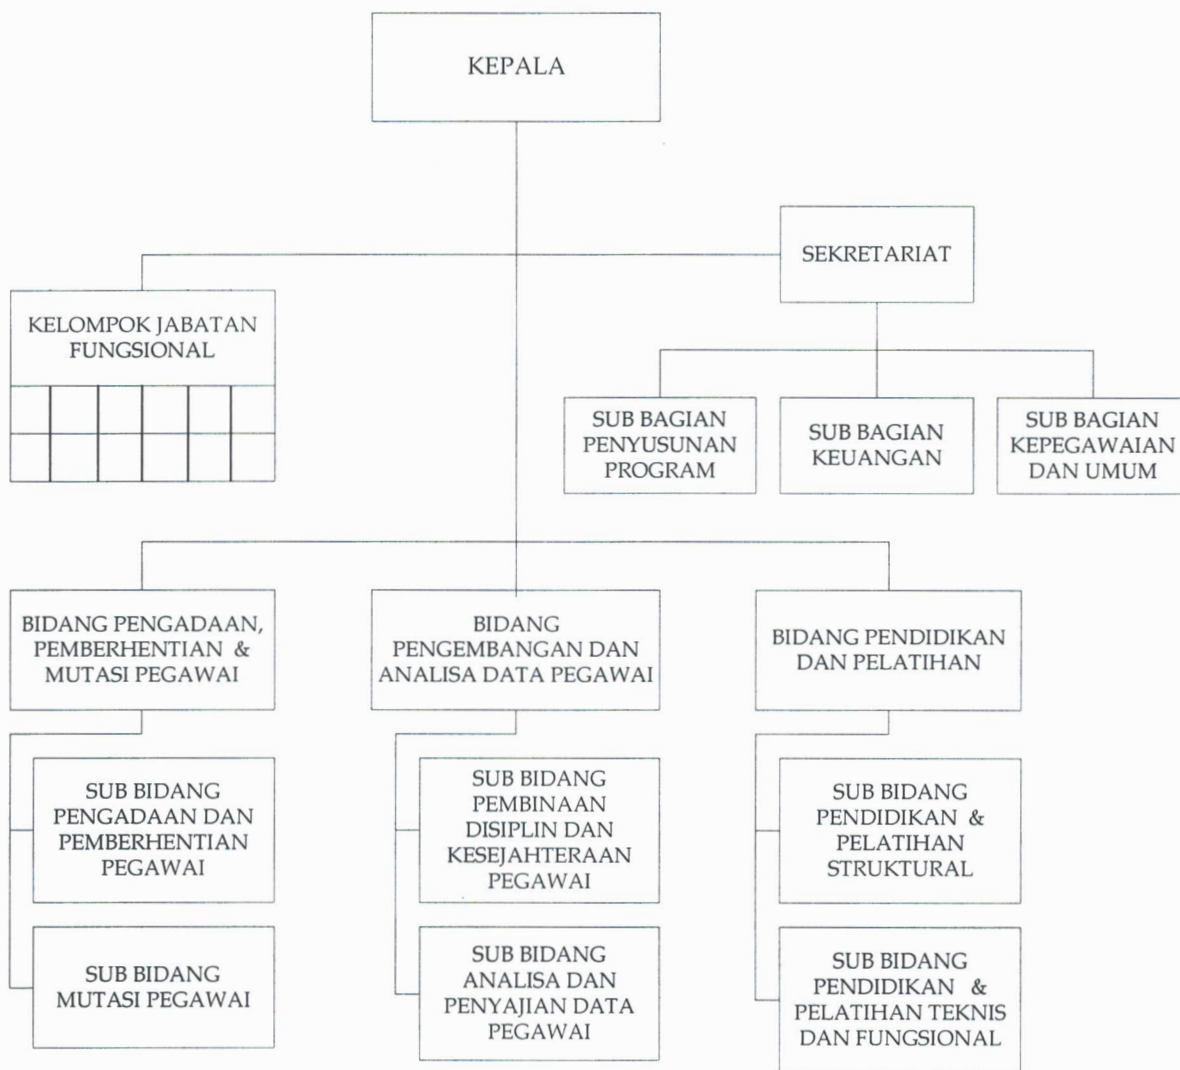 KEPALA
SEKRETARIAT
KELOMPOK JABATAN
FUNGSIONAL
SUB BAGIAN
PENYUSUNAN
PROGRAM
SUB BAGIAN
KEUANGAN
SUB BAGIAN
KEPEGAWAIAN
DAN UMUM
BIDANG PENGADAAN,
PEMBERHENTIAN &
MUTASI PEGAWAI
BIDANG
PENGEMBANGAN DAN
ANALISA DATA PEGAWAI
BIDANG PENDIDIKAN
DAN PELATIHAN
SUB BIDANG
PENGADAAN DAN
PEMBERHENTIAN
PEGAWAI
SUB BIDANG
PEMBINAAN
DISIPLIN DAN
KESEJAHTERAAN
PEGAWAI
SUB BIDANG
PENDIDIKAN &
PELATIHAN
STRUKTURAL
SUB BIDANG
MUTASI PEGAWAI
SUB BIDANG
ANALISA DAN
PENYAJIAN DATA
PEGAWAI
SUB BIDANG
PENDIDIKAN &
PELATIHAN TEKNIS
DAN FUNGSIONAL